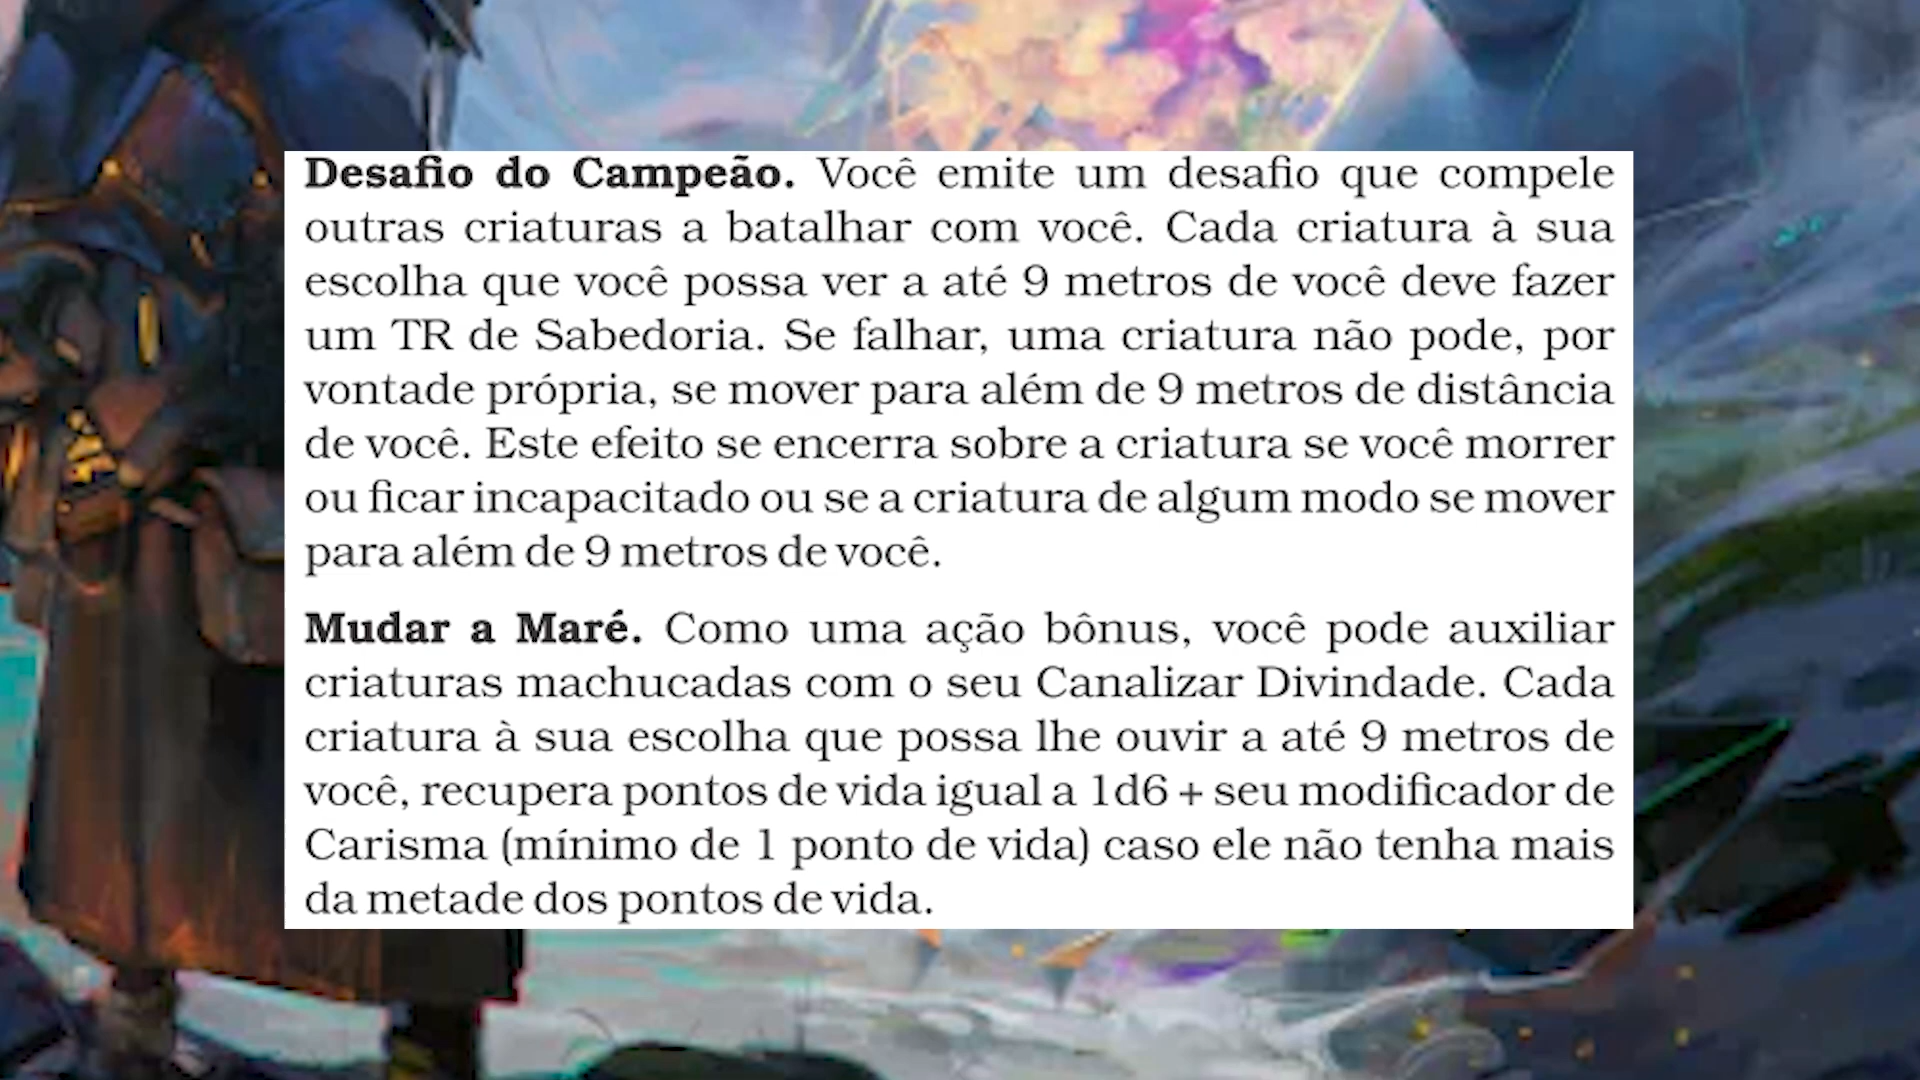 Desafio do Campeão. Você emite um desafio que compele
outras criaturas a batalhar com você. Cada criatura à sua
escolha que você possa ver a até 9 metros de você deve fazer
um TR de Sabedoria. Se falhar, uma criatura não pode, por
vontade própria, se mover para além de 9 metros de distância
de você. Este efeito se encerra sobre a criatura se você morrer
ou ficar incapacitado ou se a criatura de algum modo se mover
para além de 9 metros de você.
Mudar a Maré. Como uma ação bônus, você pode auxiliar
criaturas machucadas com o seu Canalizar Divindade. Cada
criatura à sua escolha que possa lhe ouvir a até 9 metros de
você, recupera pontos de vida igual a 1d6 + seu modificador de
Carisma (mínimo de 1 ponto de vida) caso ele não tenha mais
da metade dos pontos de vida.